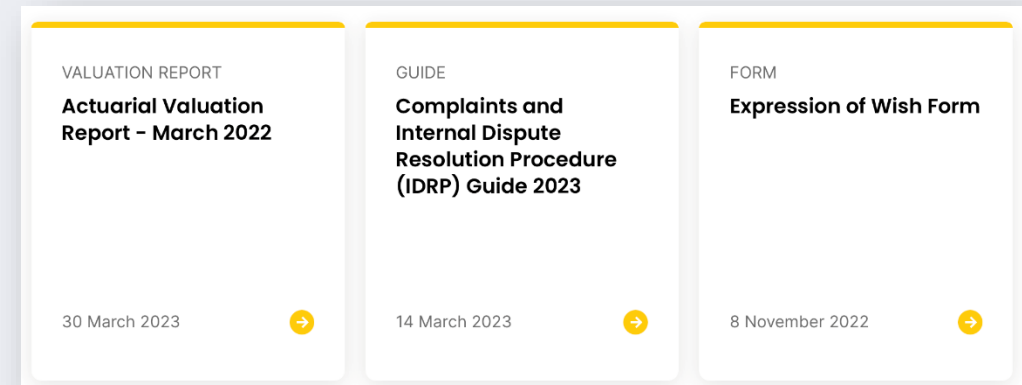 VALUATION REPORT
Actuarial Valuation
Report - March 2022
30 March 2023
GUIDE
Complaints and
Internal Dispute
Resolution Procedure
(IDRP) Guide 2023
14 March 2023
FORM
Expression of Wish Form
8 November 2022